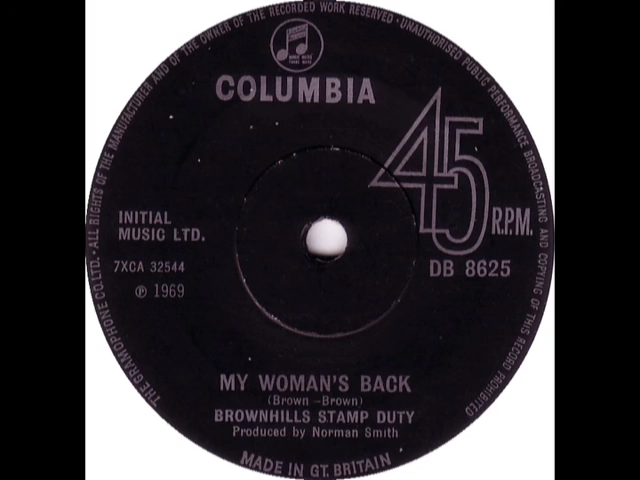 ALL RIGHTS OF THE MANUFACTURER AND OF THE OWNER OF THE RECORDED WORK RESERVED · UNAUTHORISED PUBLIC PERFORMANCE BROADCASTING AND COPYING OF THIS RECORD PROHIBITED
COLUMBIA
45
R.P.M.
INITIAL
MUSIC LTD.
7XCA 32544
DB 8625
℗ 1969
MY WOMAN'S BACK
(Brown–Brown)
BROWNHILLS STAMP DUTY
Produced by Norman Smith
THE GRAMOPHONE CO. LTD.
MADE IN GT. BRITAIN